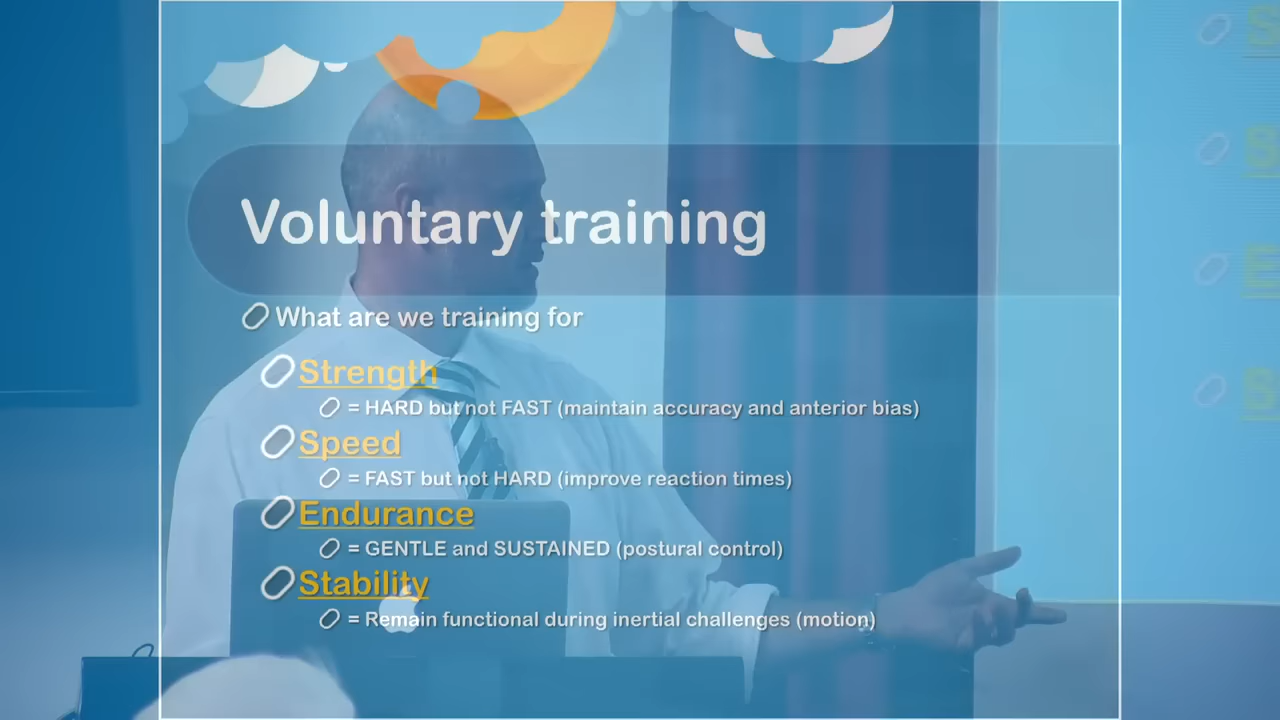 Voluntary training
What are we training for
Strength
= HARD but not FAST (maintain accuracy and anterior bias)
Speed
= FAST but not HARD (improve reaction times)
Endurance
= GENTLE and SUSTAINED (postural control)
Stability
= Remain functional during inertial challenges (motion)
S
S
E
S